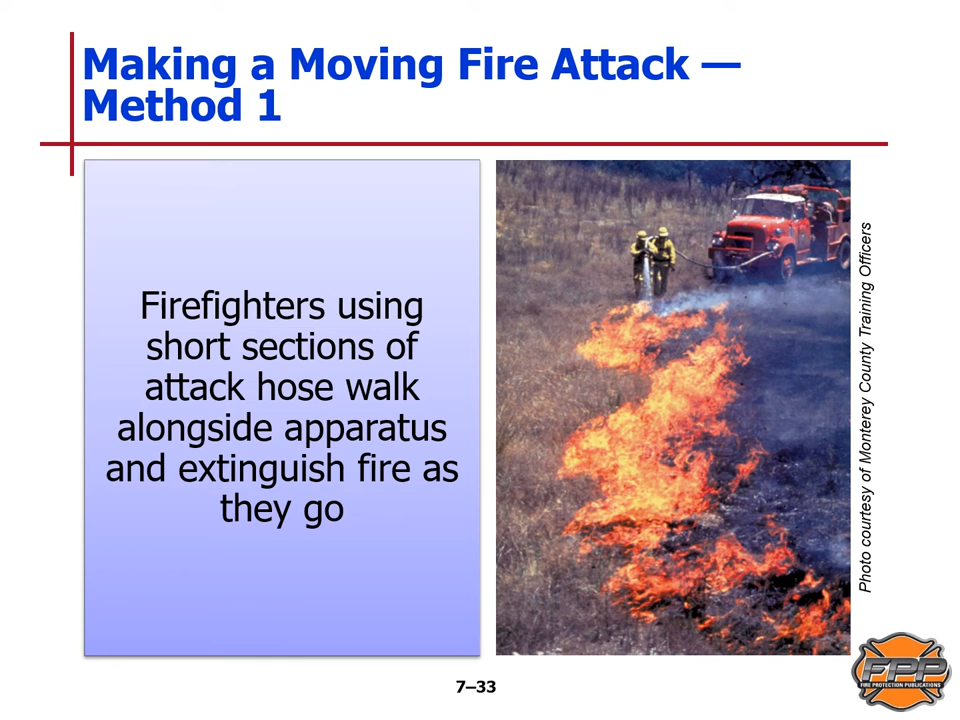 Making a Moving Fire Attack —
Method 1
Firefighters using
short sections of
attack hose walk
alongside apparatus
and extinguish fire as
they go
Photo courtesy of Monterey County Training Officers
7–33
FPP
FIRE PROTECTION PUBLICATIONS